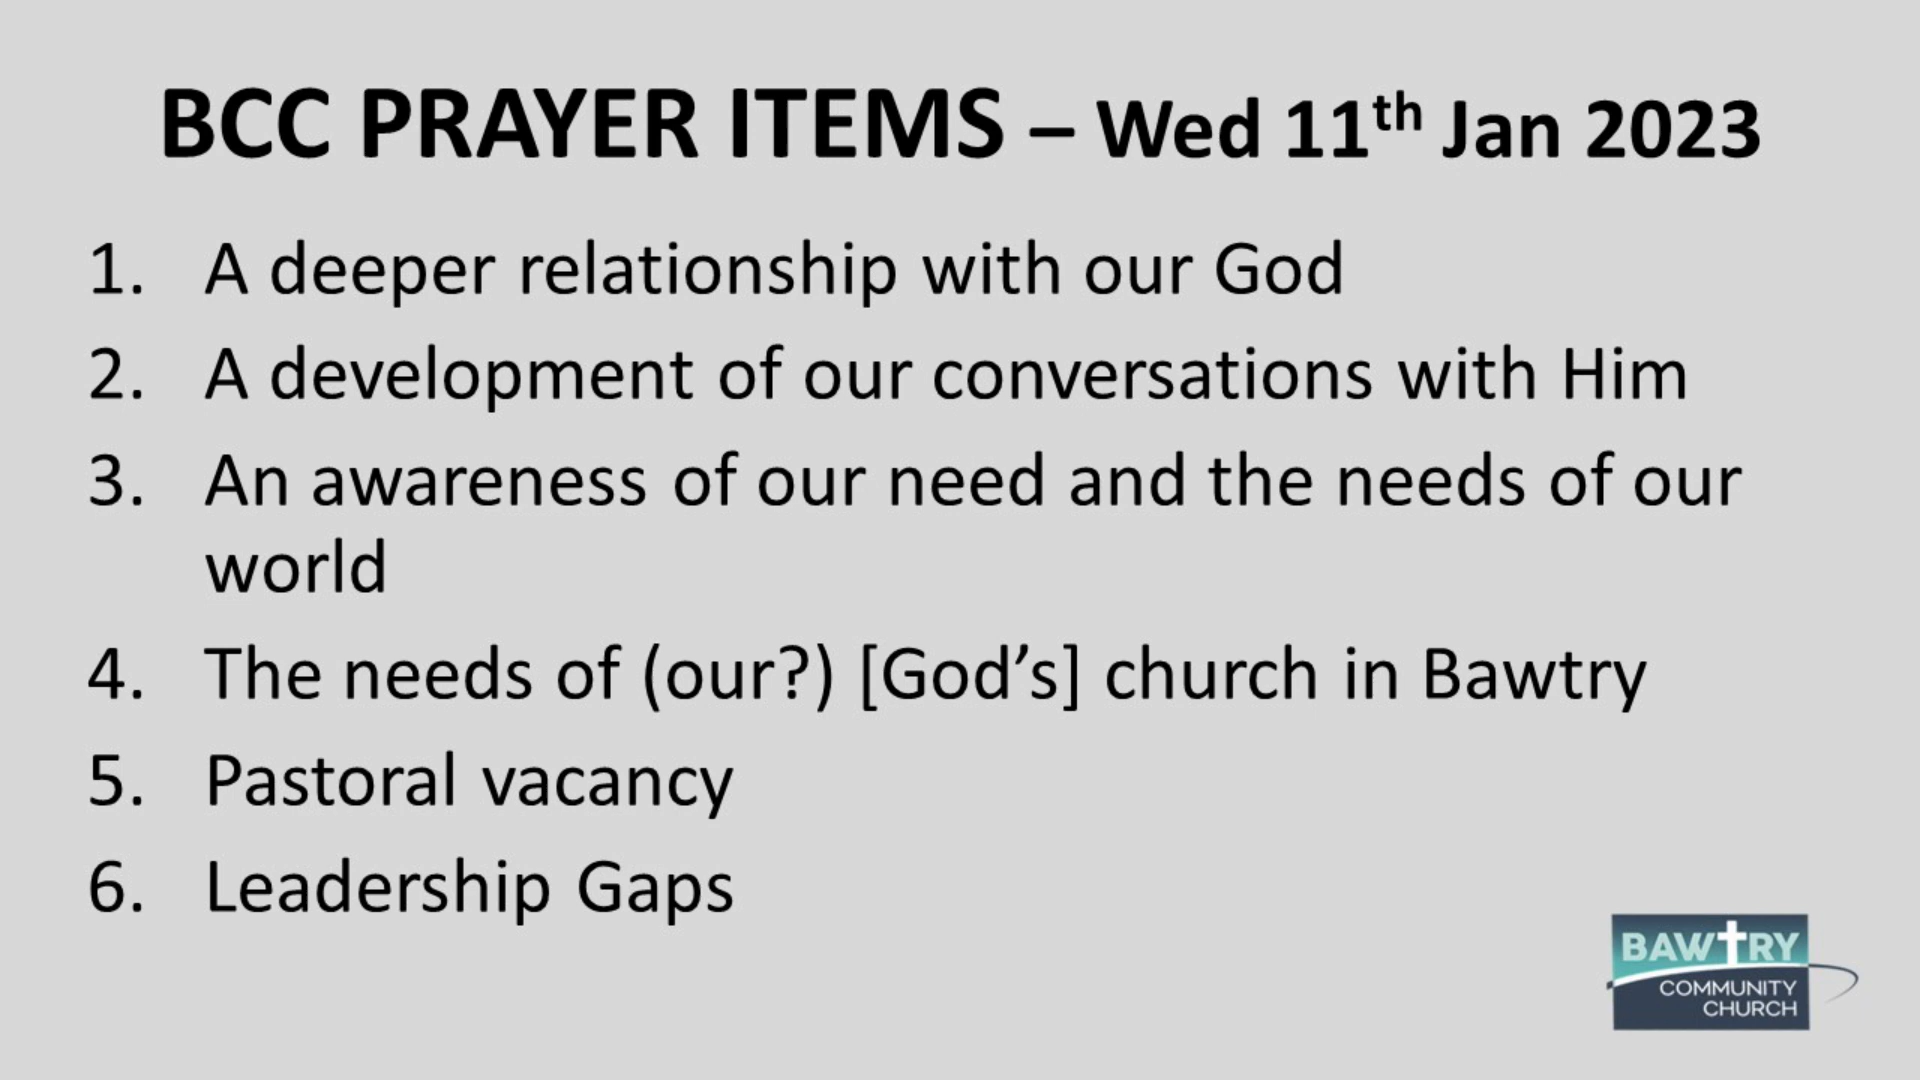 BCC PRAYER ITEMS – Wed 11th Jan 2023
1. A deeper relationship with our God
2. A development of our conversations with Him
3. An awareness of our need and the needs of our
world
4. The needs of (our?) [God’s] church in Bawtry
5. Pastoral vacancy
6. Leadership Gaps
BAWTRY
COMMUNITY
CHURCH